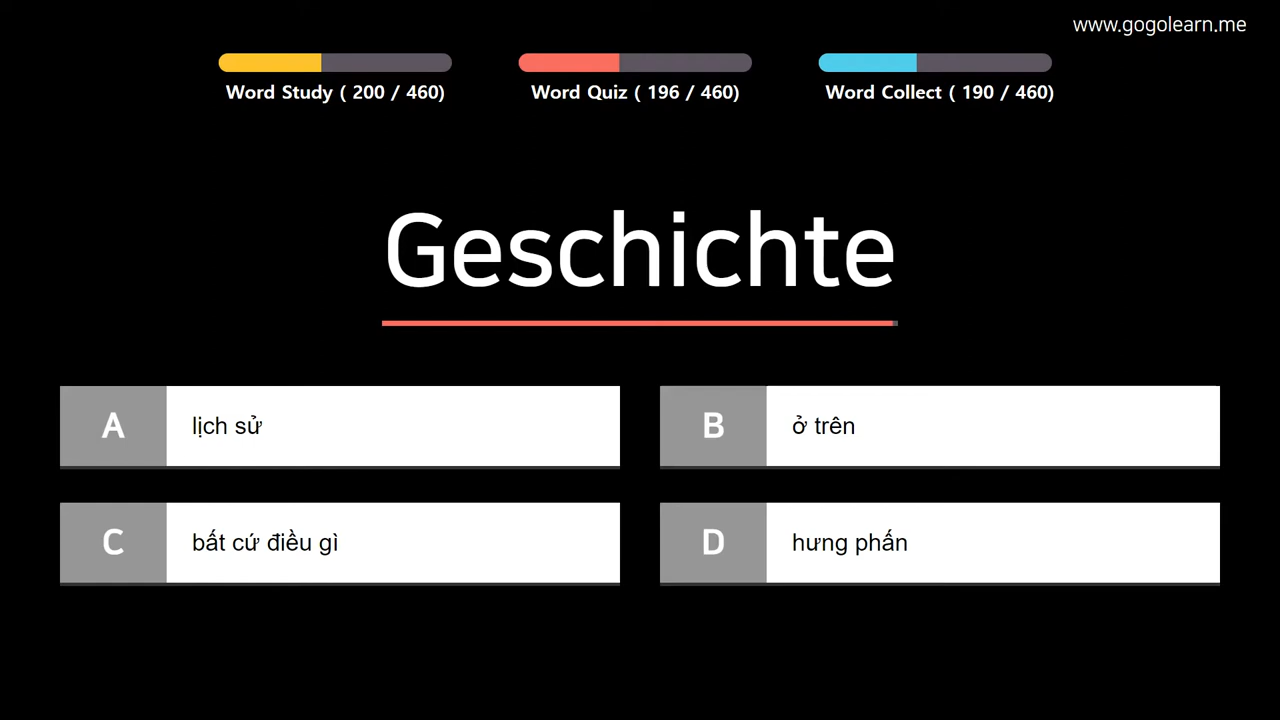 www.gogolearn.me
Word Study ( 200 / 460)
Word Quiz ( 196 / 460)
Word Collect ( 190 / 460)
Geschichte
A
lịch sử
B
ở trên
C
bất cứ điều gì
D
hưng phấn